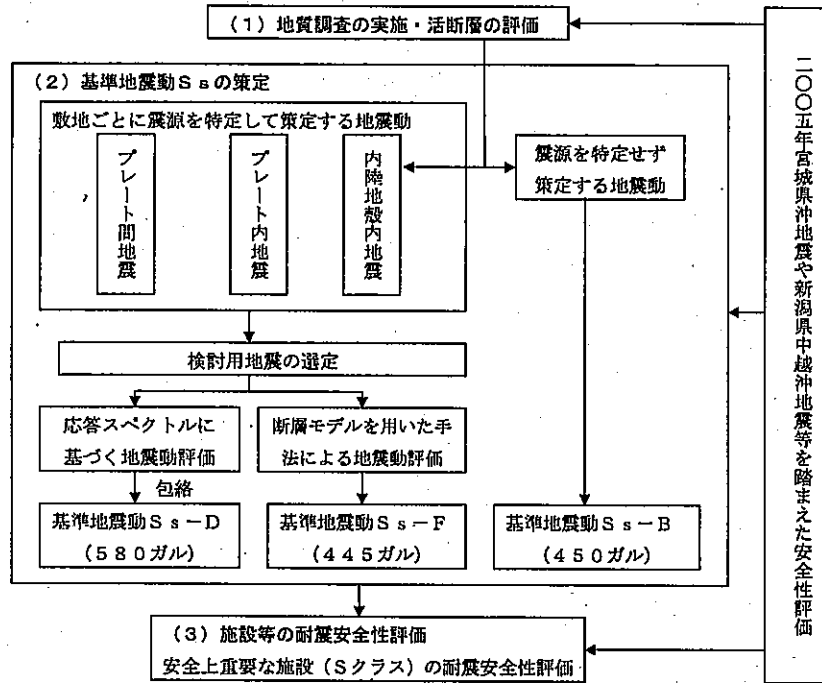 (1)地質調査の実施・活断層の評価
(2)基準地震動Ssの策定
敷地ごとに震源を特定して策定する地震動
プレート間地震
プレート内地震
内陸地殻内地震
震源を特定せず
策定する地震動
検討用地震の選定
応答スペクトルに
基づく地震動評価
断層モデルを用いた手
法による地震動評価
包絡
基準地震動Ss-D
(580ガル)
基準地震動Ss-F
(445ガル)
基準地震動Ss-B
(450ガル)
(3)施設等の耐震安全性評価
安全上重要な施設(Sクラス)の耐震安全性評価
二〇〇五年宮城県沖地震や新潟県中越沖地震等を踏まえた安全性評価